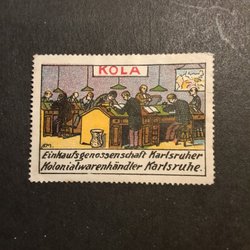 KOLA
Einkaufsgenossenschaft Karlsruher
Kolonialwarenhändler Karlsruhe.